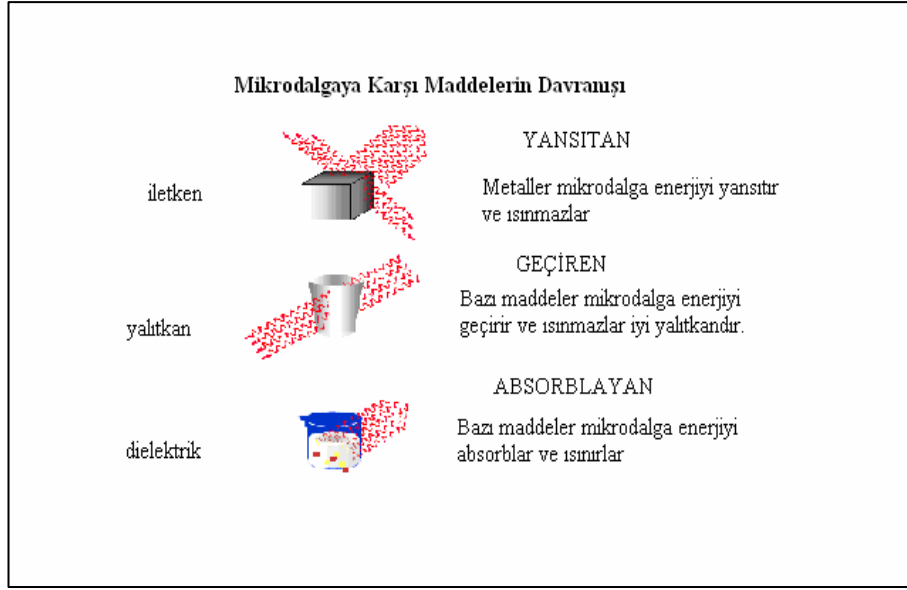 Mikrodalgaya Karşı Maddelerin Davranışı
YANSITAN
iletken
Metaller mikrodalga enerjiyi yansıtır
ve ısınmazlar
GEÇİREN
yalıtkan
Bazı maddeler mikrodalga enerjiyi
geçirir ve ısınmazlar iyi yalıtkandır.
ABSORBLAYAN
dielektrik
Bazı maddeler mikrodalga enerjiyi
absorblar ve ısınırlar